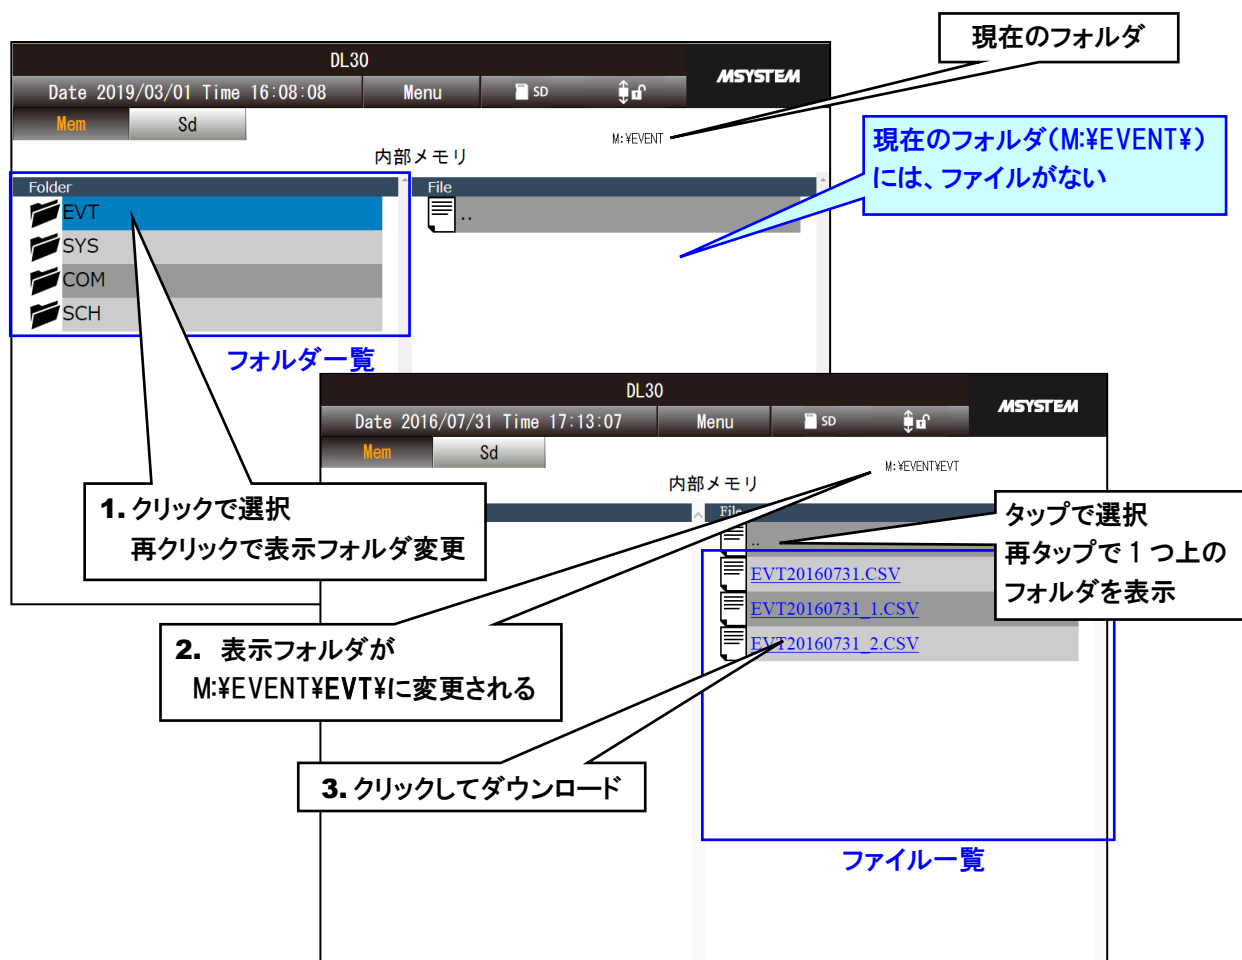 現在のフォルダ
DL30
MSYSTEM
Date 2019/03/01 Time 16:08:08
Menu
SD
Mem
Sd
M:¥EVENT
現在のフォルダ(M:¥EVENT¥)
には、ファイルがない
内部メモリ
Folder
File
EVT
..
SYS
COM
SCH
フォルダ一覧
DL30
MSYSTEM
Date 2016/07/31 Time 17:13:07
Menu
SD
Mem
Sd
M:¥EVENT¥EVT
内部メモリ
File
1. クリックで選択
再クリックで表示フォルダ変更
タップで選択
再タップで1つ上の
フォルダを表示
..
EVT20160731.CSV
EVT20160731_1.CSV
EVT20160731_2.CSV
2. 表示フォルダが
M:¥EVENT¥EVT¥に変更される
3. クリックしてダウンロード
ファイル一覧